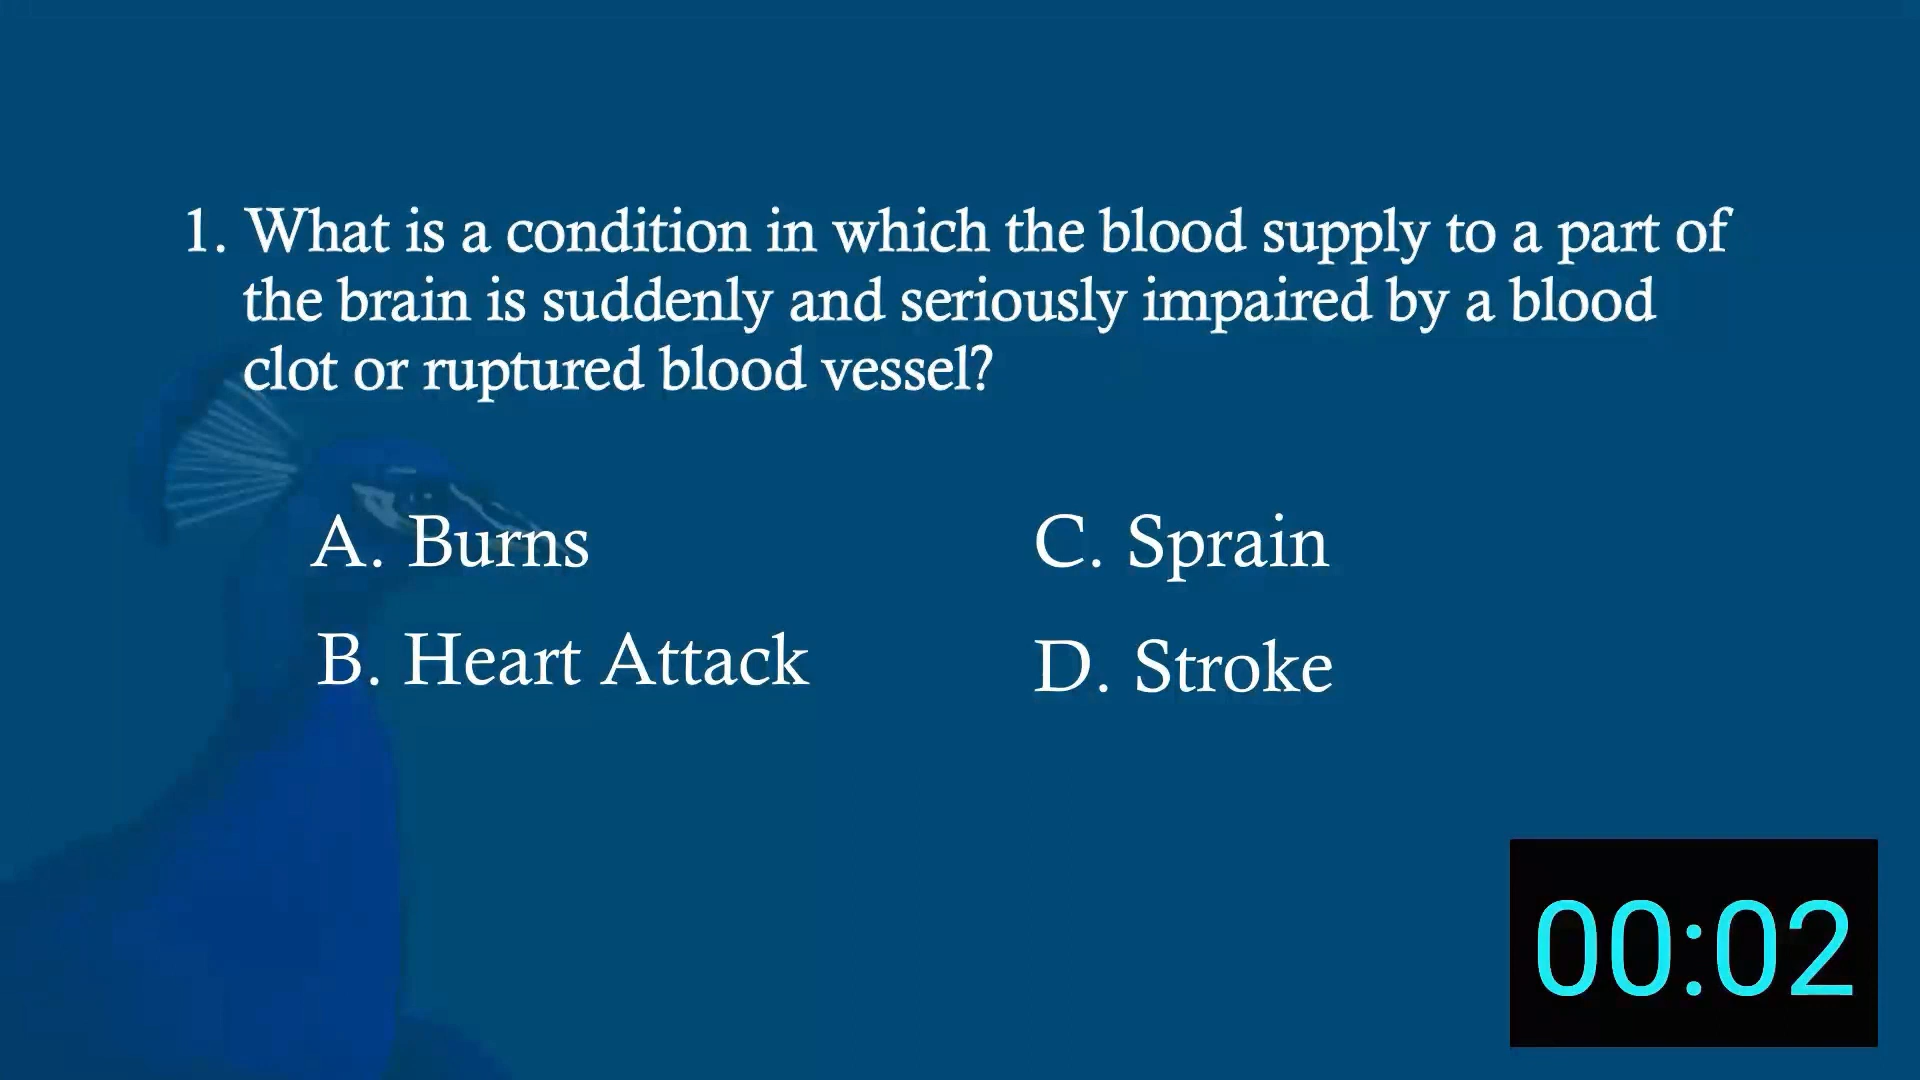 1. What is a condition in which the blood supply to a part of
the brain is suddenly and seriously impaired by a blood
clot or ruptured blood vessel?
A. Burns
B. Heart Attack
C. Sprain
D. Stroke
00:02